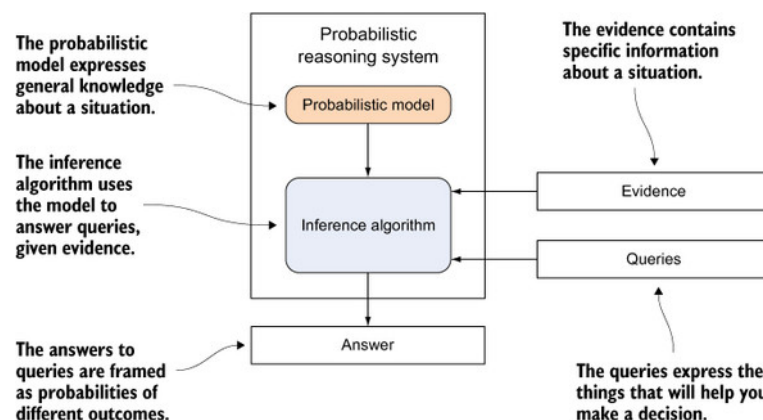 The probabilistic
model expresses
general knowledge
about a situation.
Probabilistic
reasoning system
Probabilistic model
The evidence contains
specific information
about a situation.
The inference
algorithm uses
the model to
answer queries,
given evidence.
Inference algorithm
Evidence
Queries
The answers to
queries are framed
as probabilities of
different outcomes.
Answer
The queries express the
things that will help you
make a decision.